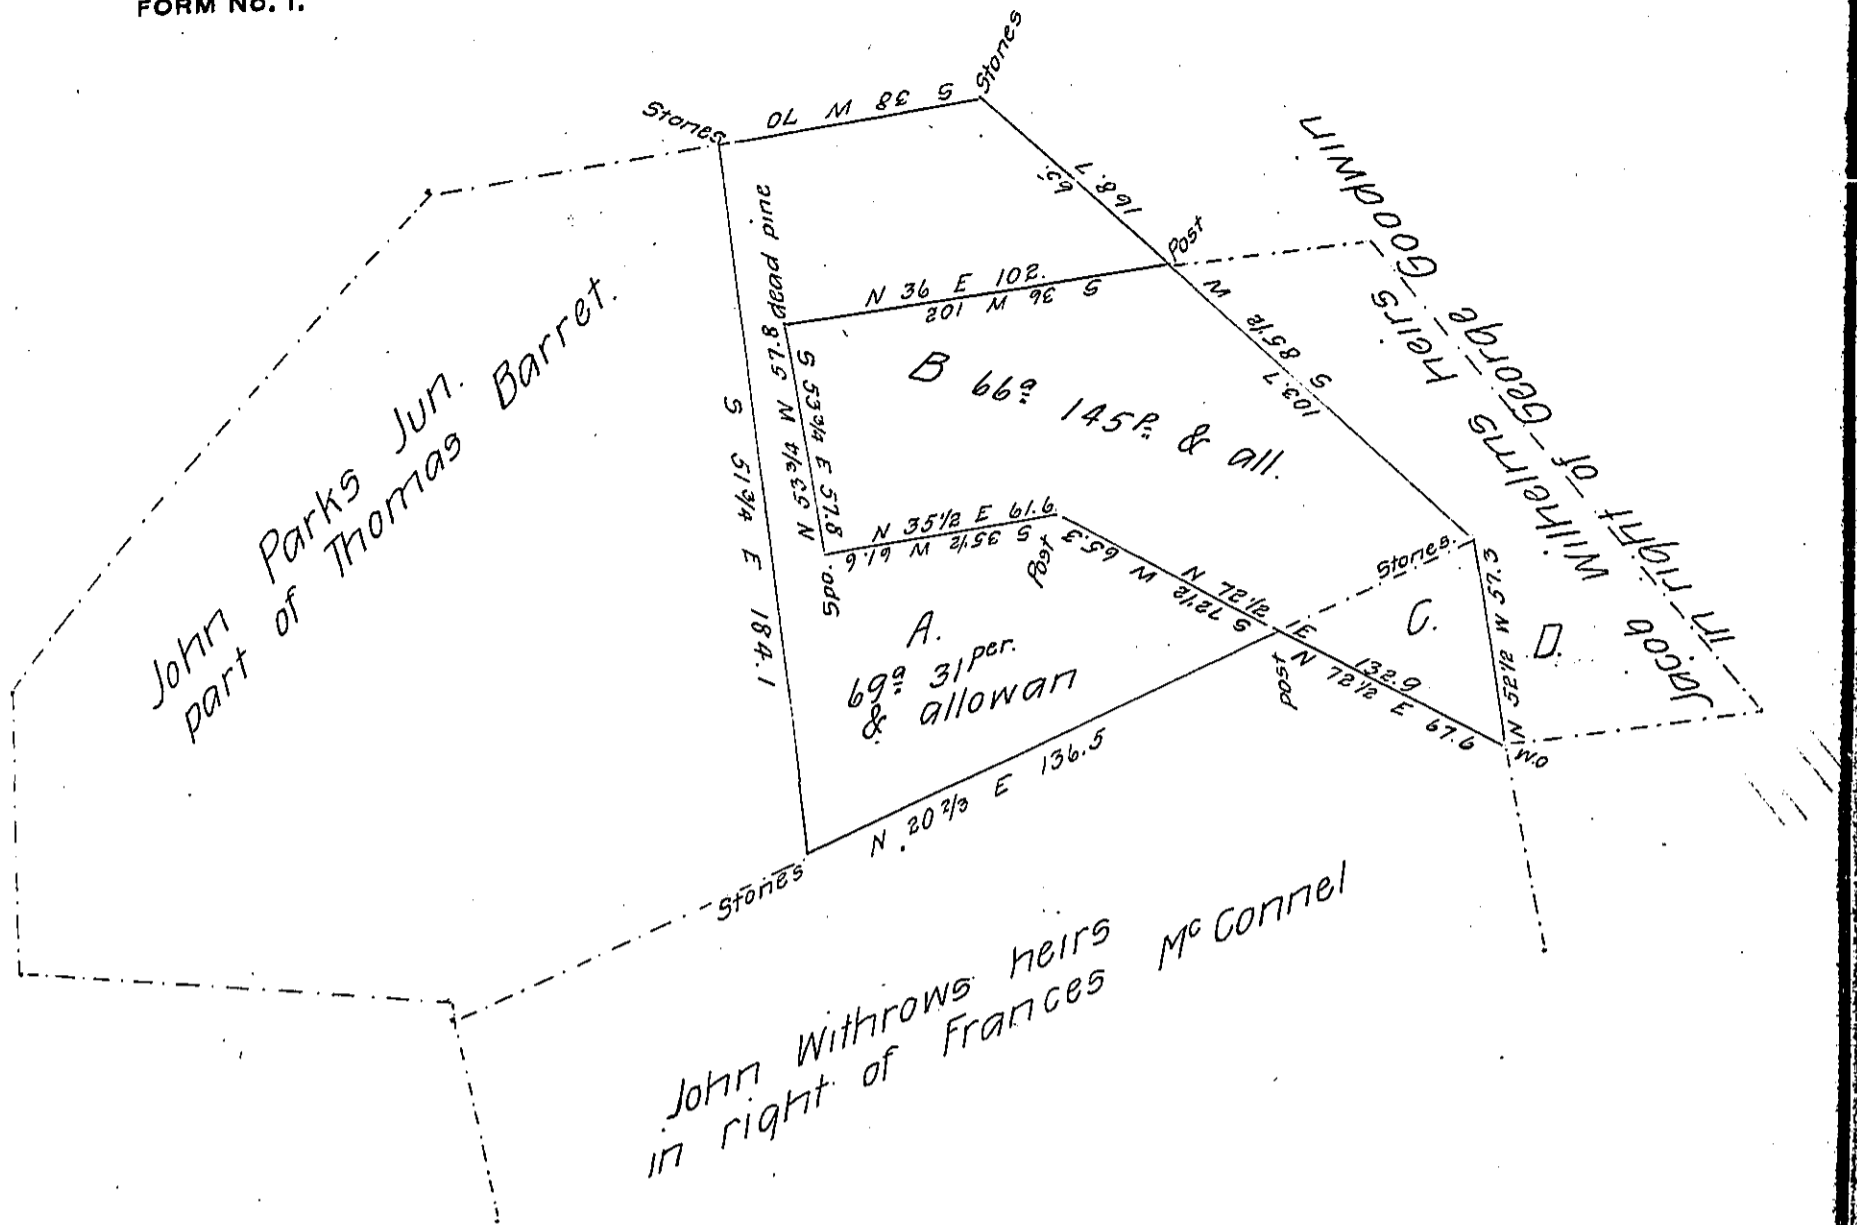 FORM No. 1.
Stones
S 38 W 70
Stones
65.
168.7
Post
dead pine
N 36 E 102.
S 36 W 102
S 85 1/2 W
103.7
Jacob Wilhelms heirs
in right of George Goodwin
John Parks Jun.
part of Thomas Barret.
S 51 3/4 E 184.1
N 53 3/4 W 57.8
S 53 3/4 E 57.8
B 66a 145P. & all.
N 35 1/2 E 61.6
S 35 1/2 W 61.6
Spo.
Post
N 72 1/2 E
S 72 1/2 W 65.3
Stones
C.
N 52 1/2 W 57.3
D.
A.
69a 31 per.
& allowan
post
132.9
N 72 1/2 E 67.6
W.O
N. 20 2/3 E 136.5
Stones
John Withrows heirs
in right of Frances McConnel